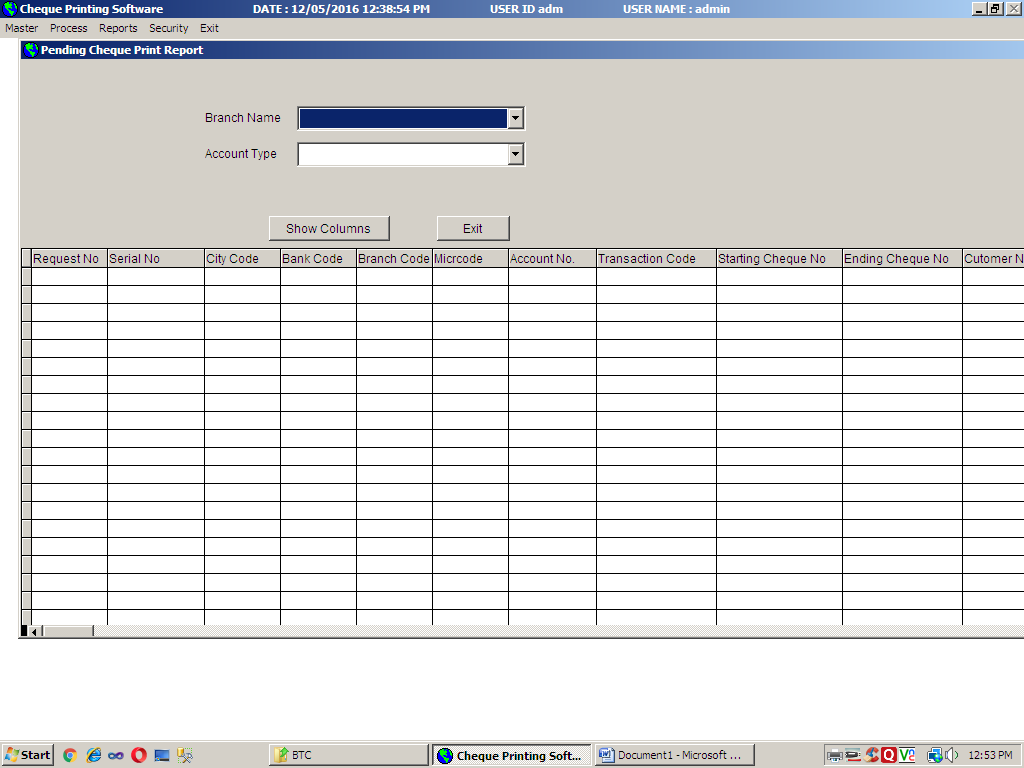 Cheque Printing Software DATE : 12/05/2016 12:38:54 PM USER ID adm USER NAME : admin
Master Process Reports Security Exit
Pending Cheque Print Report
Branch Name
Account Type
Show Columns Exit
Request No Serial No City Code Bank Code Branch Code Micrcode Account No. Transaction Code Starting Cheque No Ending Cheque No Cutomer N
Start BTC Cheque Printing Soft... Document1 - Microsoft ... 12:53 PM